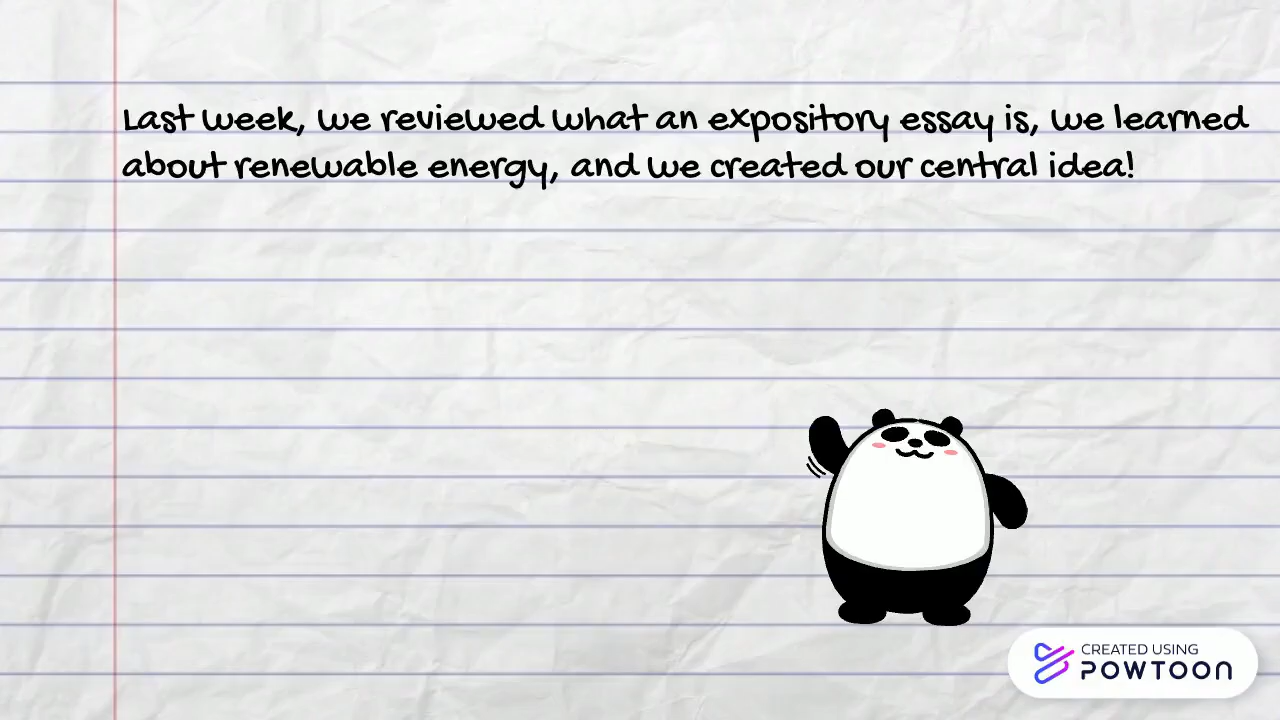 Last week, we reviewed what an expository essay is, we learned
about renewable energy, and we created our central idea!
CREATED USING
POWTOON